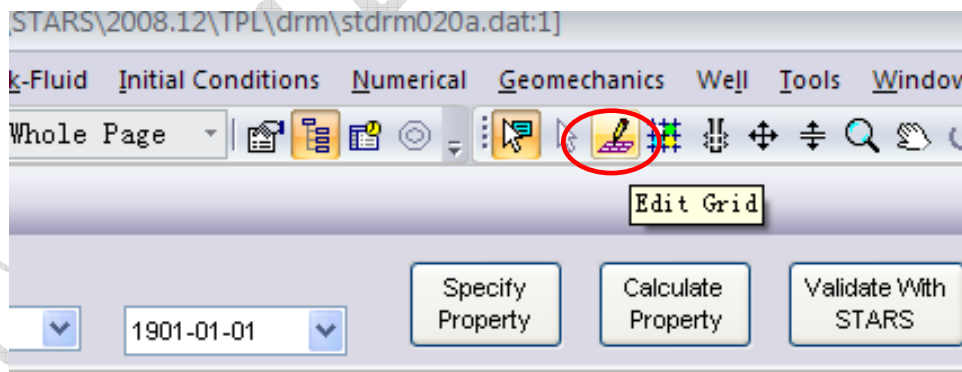 \STARS\2008.12\TPL\drm\stdrm020a.dat:1]
k-Fluid Initial Conditions Numerical Geomechanics Well Tools Window
Whole Page
Edit Grid
Specify Property
Calculate Property
Validate With STARS
1901-01-01